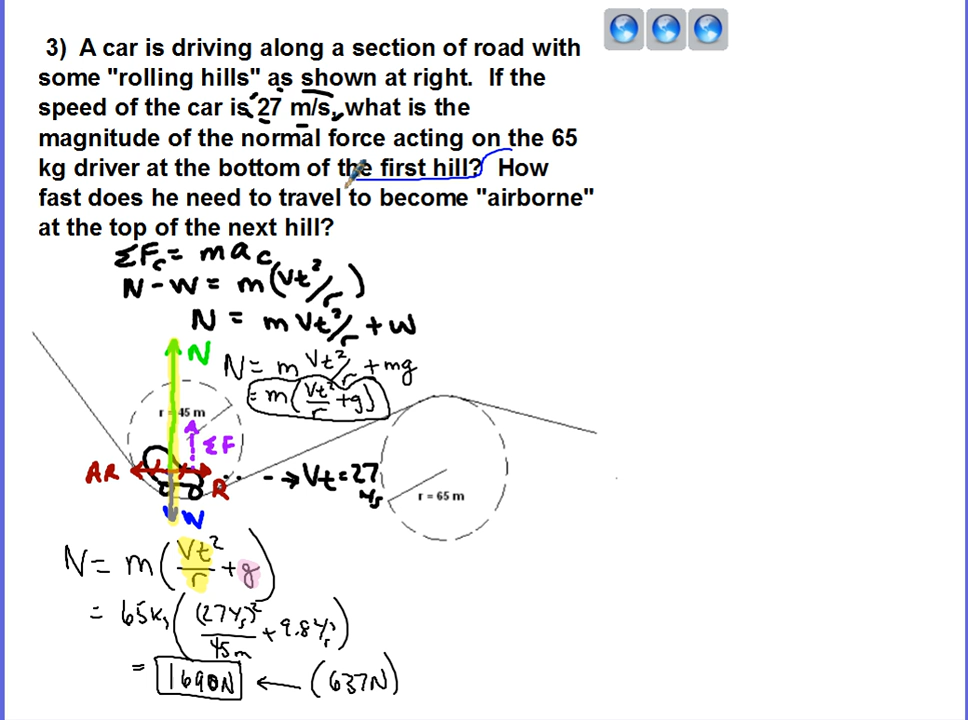 3) A car is driving along a section of road with
some "rolling hills" as shown at right. If the
speed of the car is 27 m/s, what is the
magnitude of the normal force acting on the 65
kg driver at the bottom of the first hill? How
fast does he need to travel to become "airborne"
at the top of the next hill?
ΣFc = mac
N - W = m(Vt²/r)
N = m Vt²/r + W
N
N = m Vt²/r + mg
= m(Vt²/r + g)
r = 45 m
ΣF
AR
R
→ Vt = 27 m/s
r = 65 m
W
N = m(Vt²/r + g)
= 65kg((27 m/s)²/45m + 9.8 m/s²)
= 1690N ← (637N)